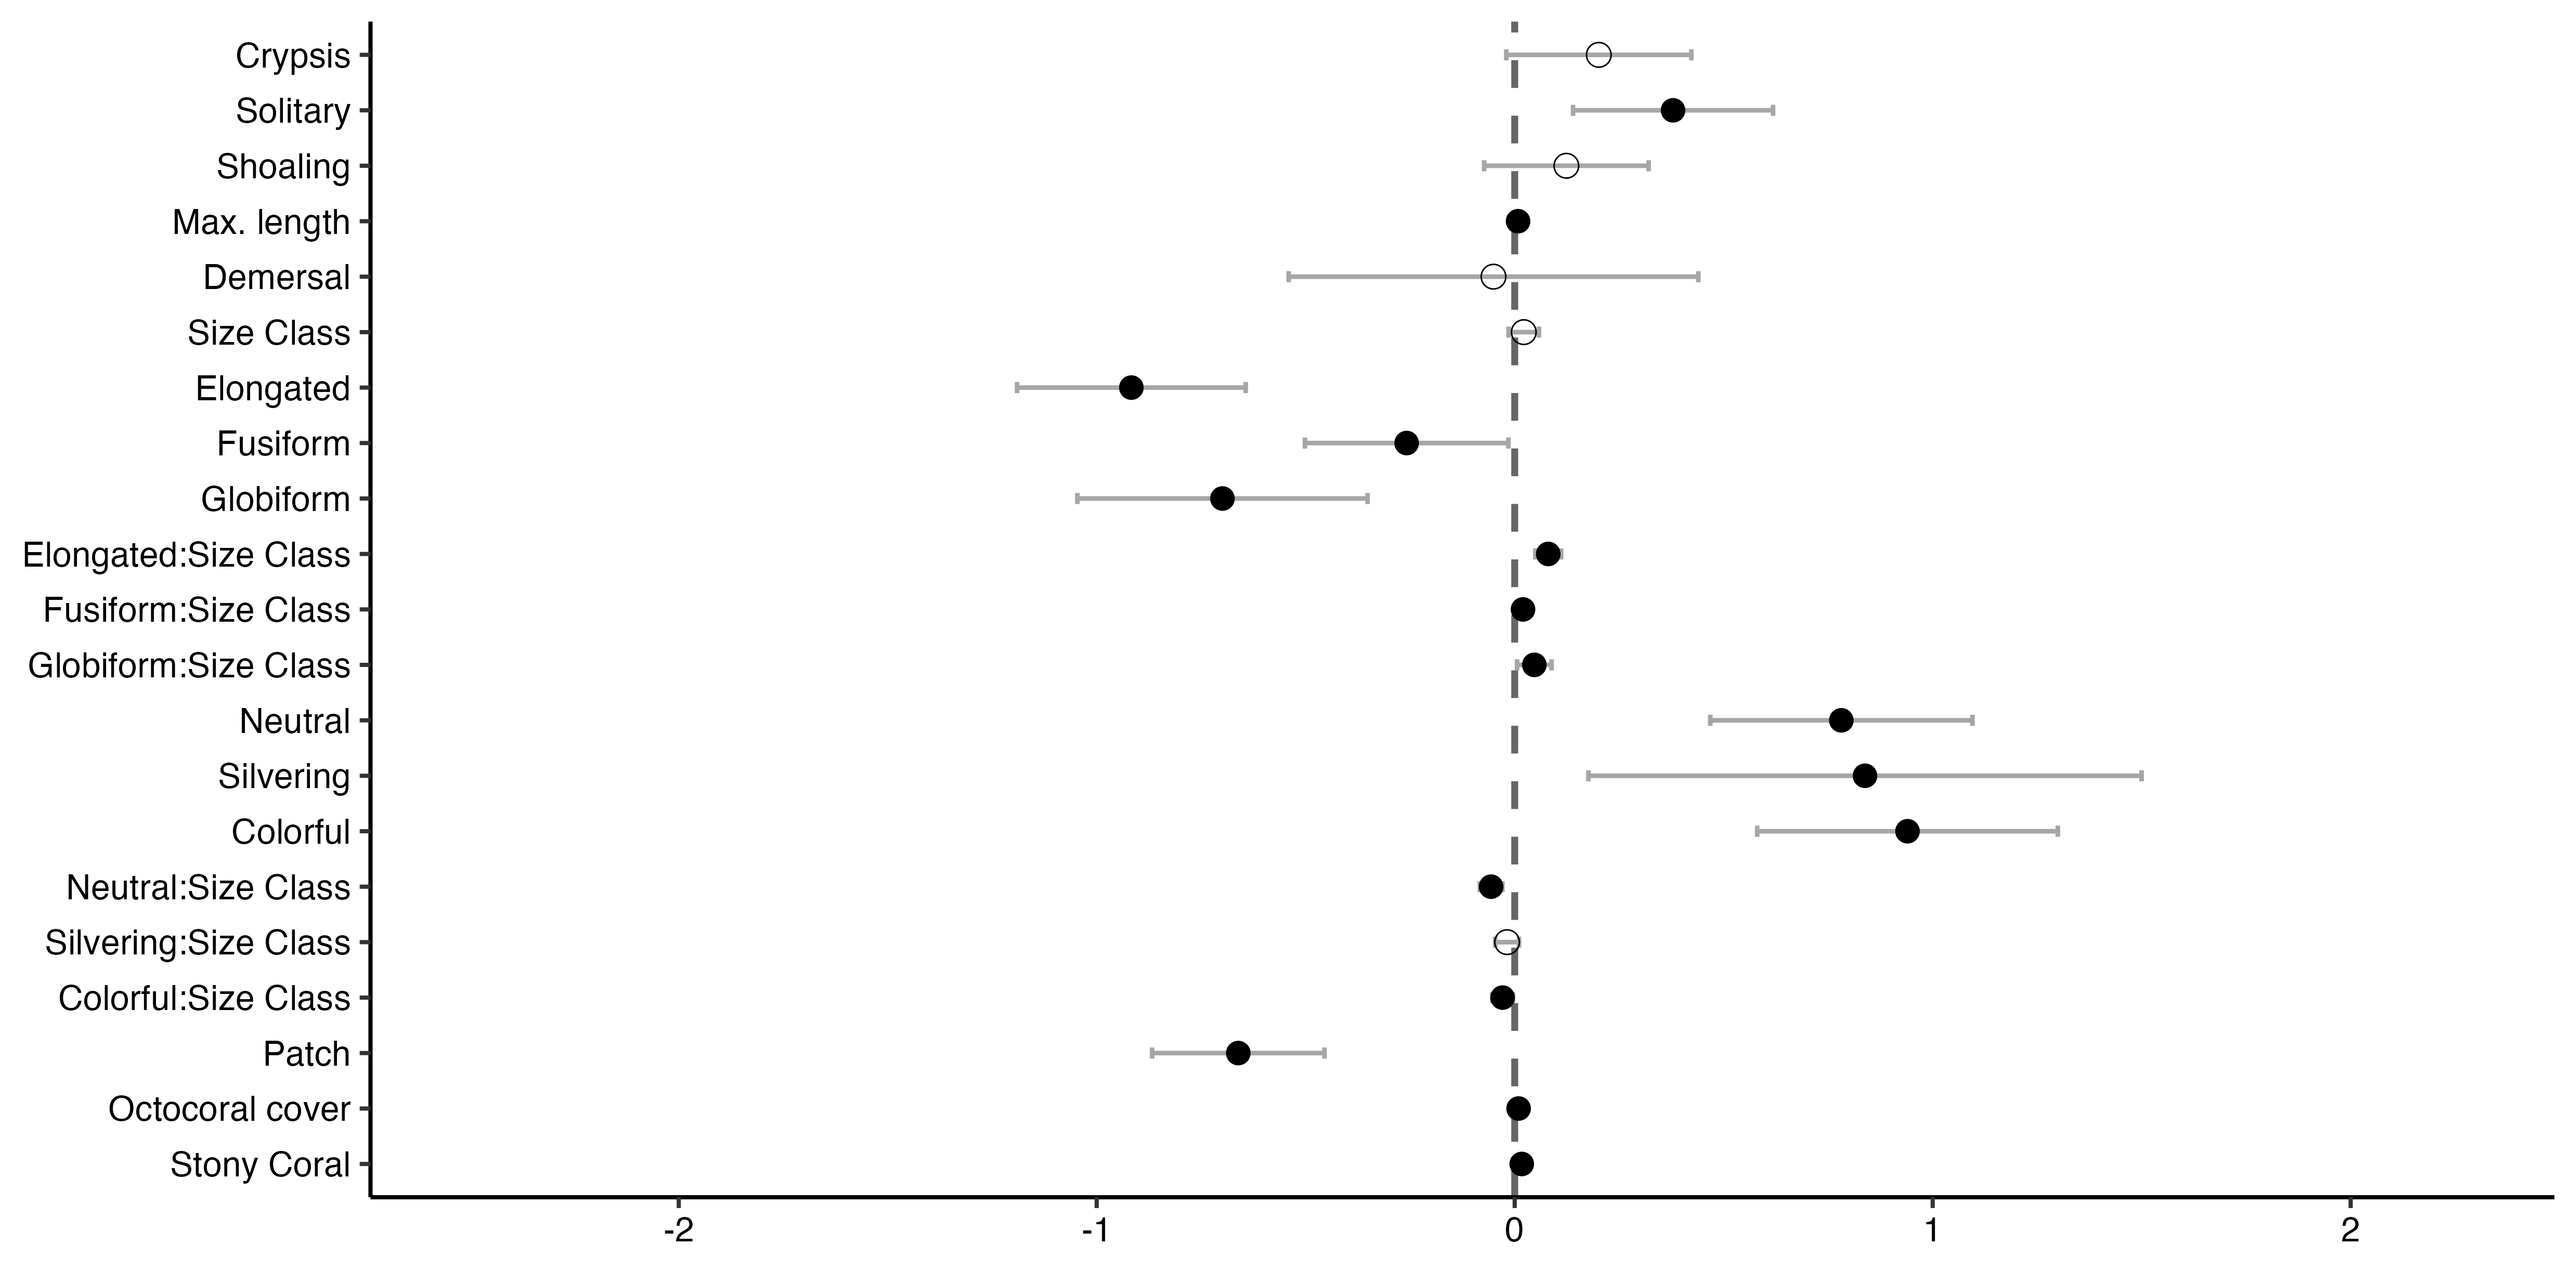 Crypsis
Solitary
Shoaling
Max. length
Demersal
Size Class
Elongated
Fusiform
Globiform
Elongated:Size Class
Fusiform:Size Class
Globiform:Size Class
Neutral
Silvering
Colorful
Neutral:Size Class
Silvering:Size Class
Colorful:Size Class
Patch
Octocoral cover
Stony Coral
-2 -1 0 1 2